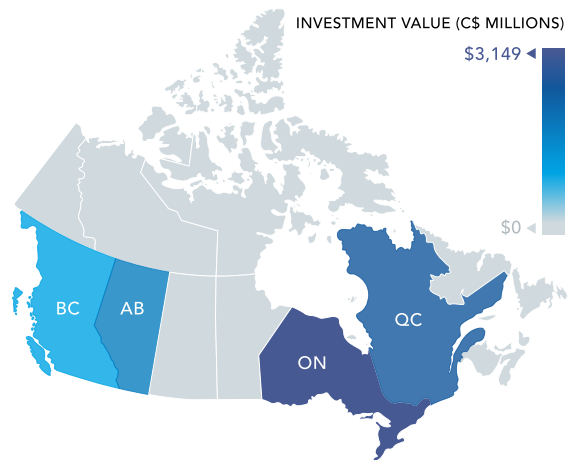 INVESTMENT VALUE (C$ MILLIONS)
$3,149
$0
BC
AB
QC
ON